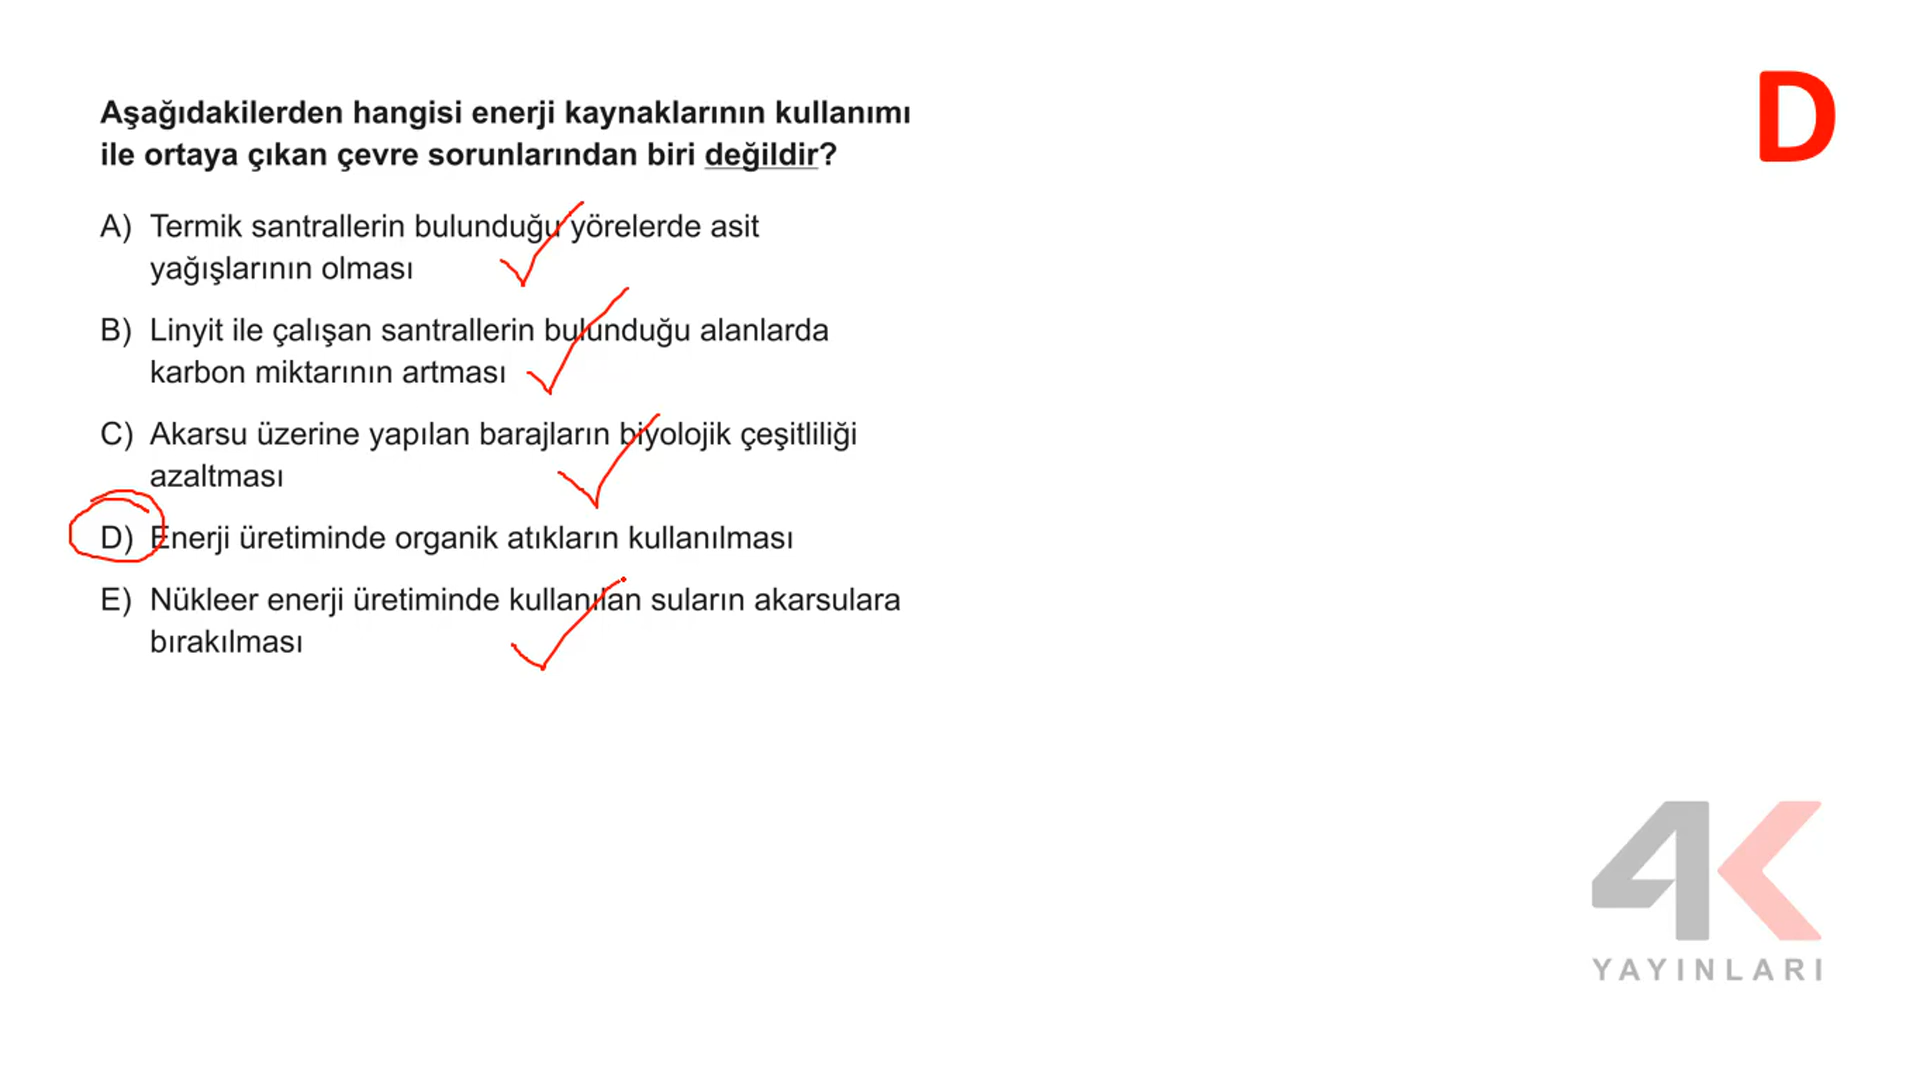 Aşağıdakilerden hangisi enerji kaynaklarının kullanımı
ile ortaya çıkan çevre sorunlarından biri değildir?
A) Termik santrallerin bulunduğu yörelerde asit
yağışlarının olması
B) Linyit ile çalışan santrallerin bulunduğu alanlarda
karbon miktarının artması
C) Akarsu üzerine yapılan barajların biyolojik çeşitliliği
azaltması
D) Enerji üretiminde organik atıkların kullanılması
E) Nükleer enerji üretiminde kullanılan suların akarsulara
bırakılması
D
4K
YAYINLARI